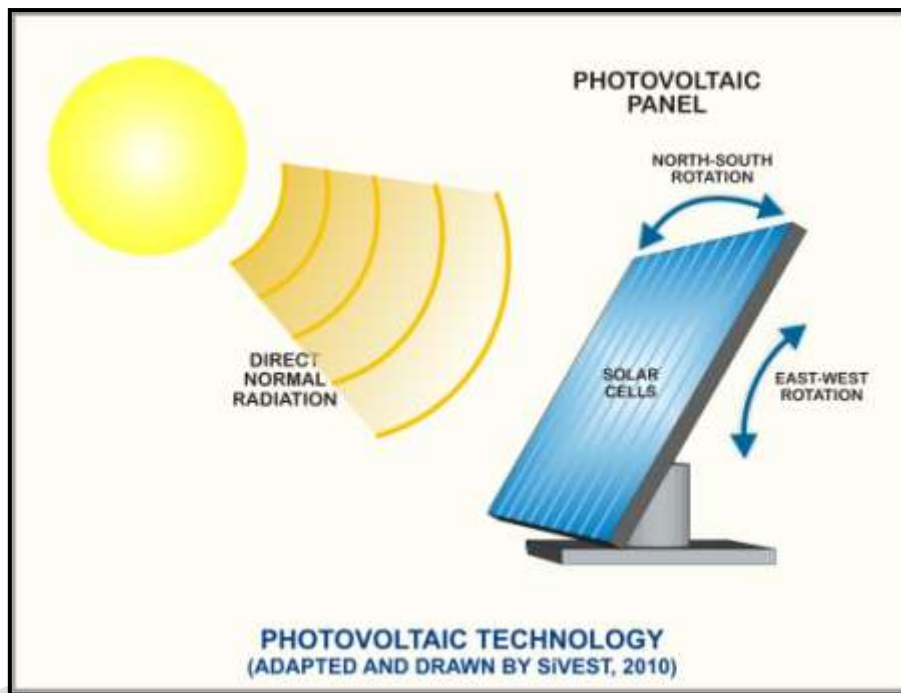 PHOTOVOLTAIC
PANEL
NORTH-SOUTH
ROTATION
DIRECT
NORMAL
RADIATION
SOLAR
CELLS
EAST-WEST
ROTATION
PHOTOVOLTAIC TECHNOLOGY
(ADAPTED AND DRAWN BY SiVEST, 2010)